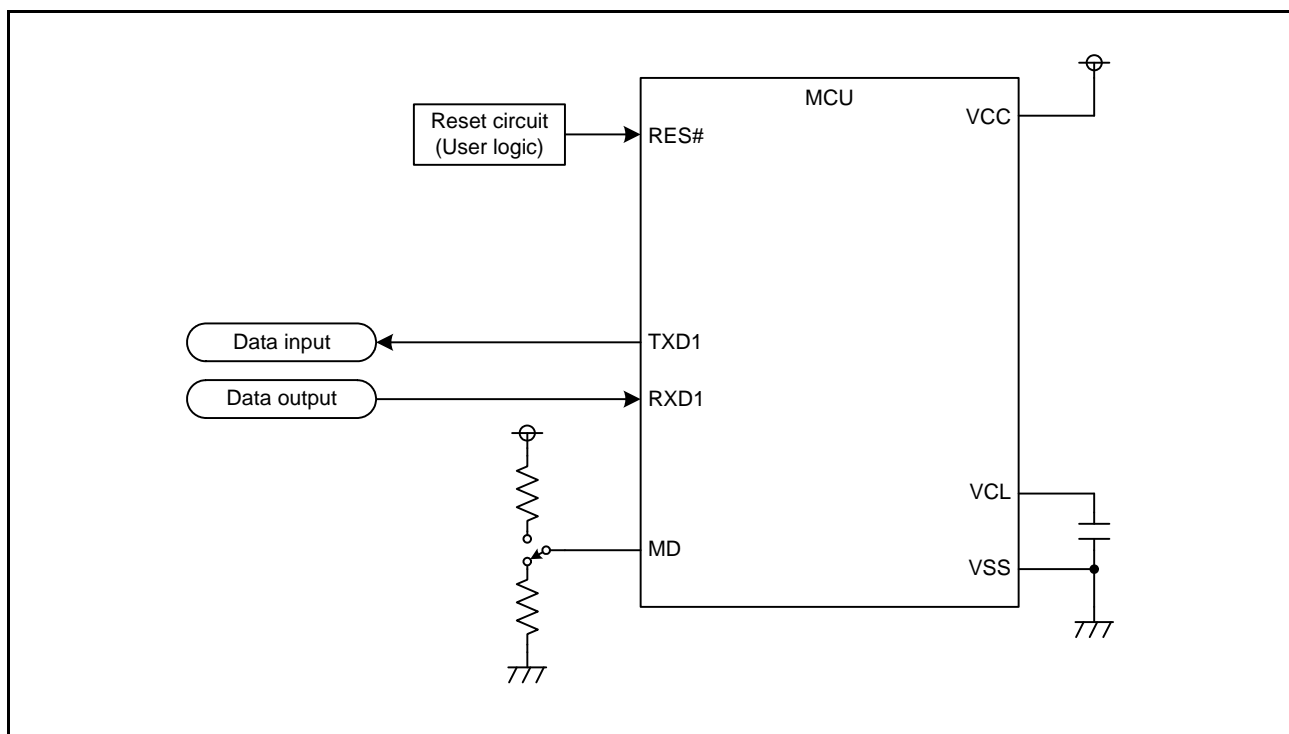 MCU
VCC
Reset circuit
(User logic)
RES#
Data input
TXD1
Data output
RXD1
VCL
MD
VSS